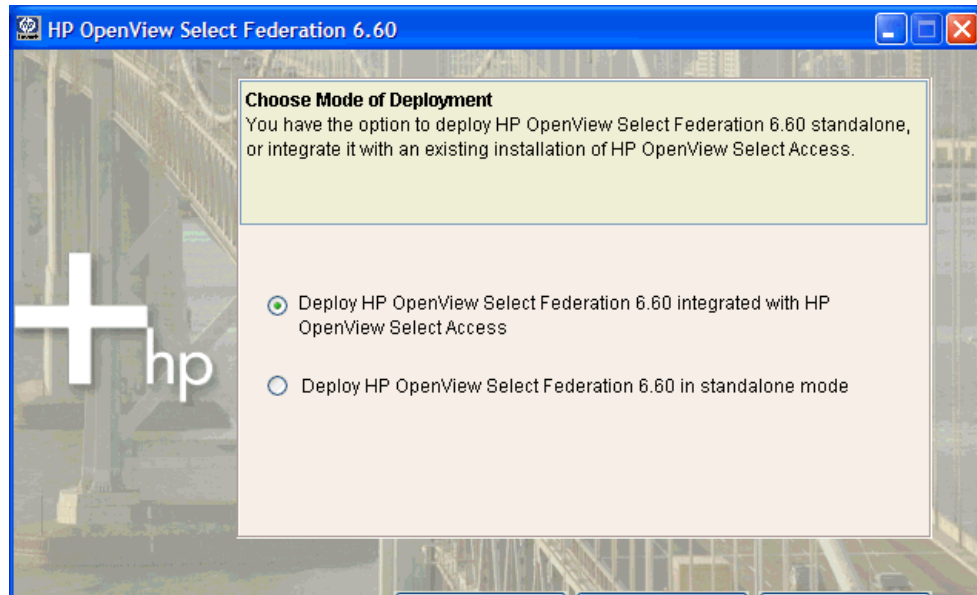 HP OpenView Select Federation 6.60
Choose Mode of Deployment
You have the option to deploy HP OpenView Select Federation 6.60 standalone,
or integrate it with an existing installation of HP OpenView Select Access.
Deploy HP OpenView Select Federation 6.60 integrated with HP
OpenView Select Access
hp
Deploy HP OpenView Select Federation 6.60 in standalone mode